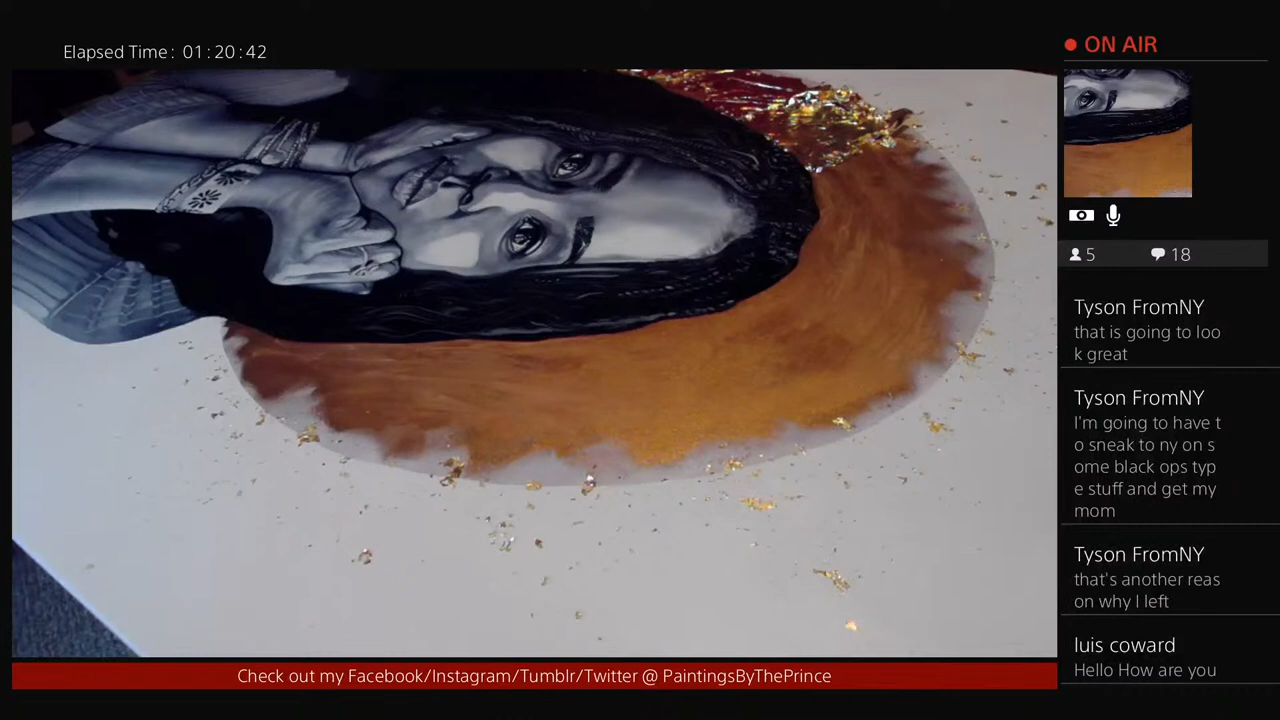 Elapsed Time: 01:20:42
ON AIR
5
18
Tyson FromNY
that is going to loo
k great
Tyson FromNY
I'm going to have t
o sneak to ny on s
ome black ops typ
e stuff and get my
mom
Tyson FromNY
that's another reas
on why I left
luis coward
Hello How are you
Check out my Facebook/Instagram/Tumblr/Twitter @ PaintingsByThePrince